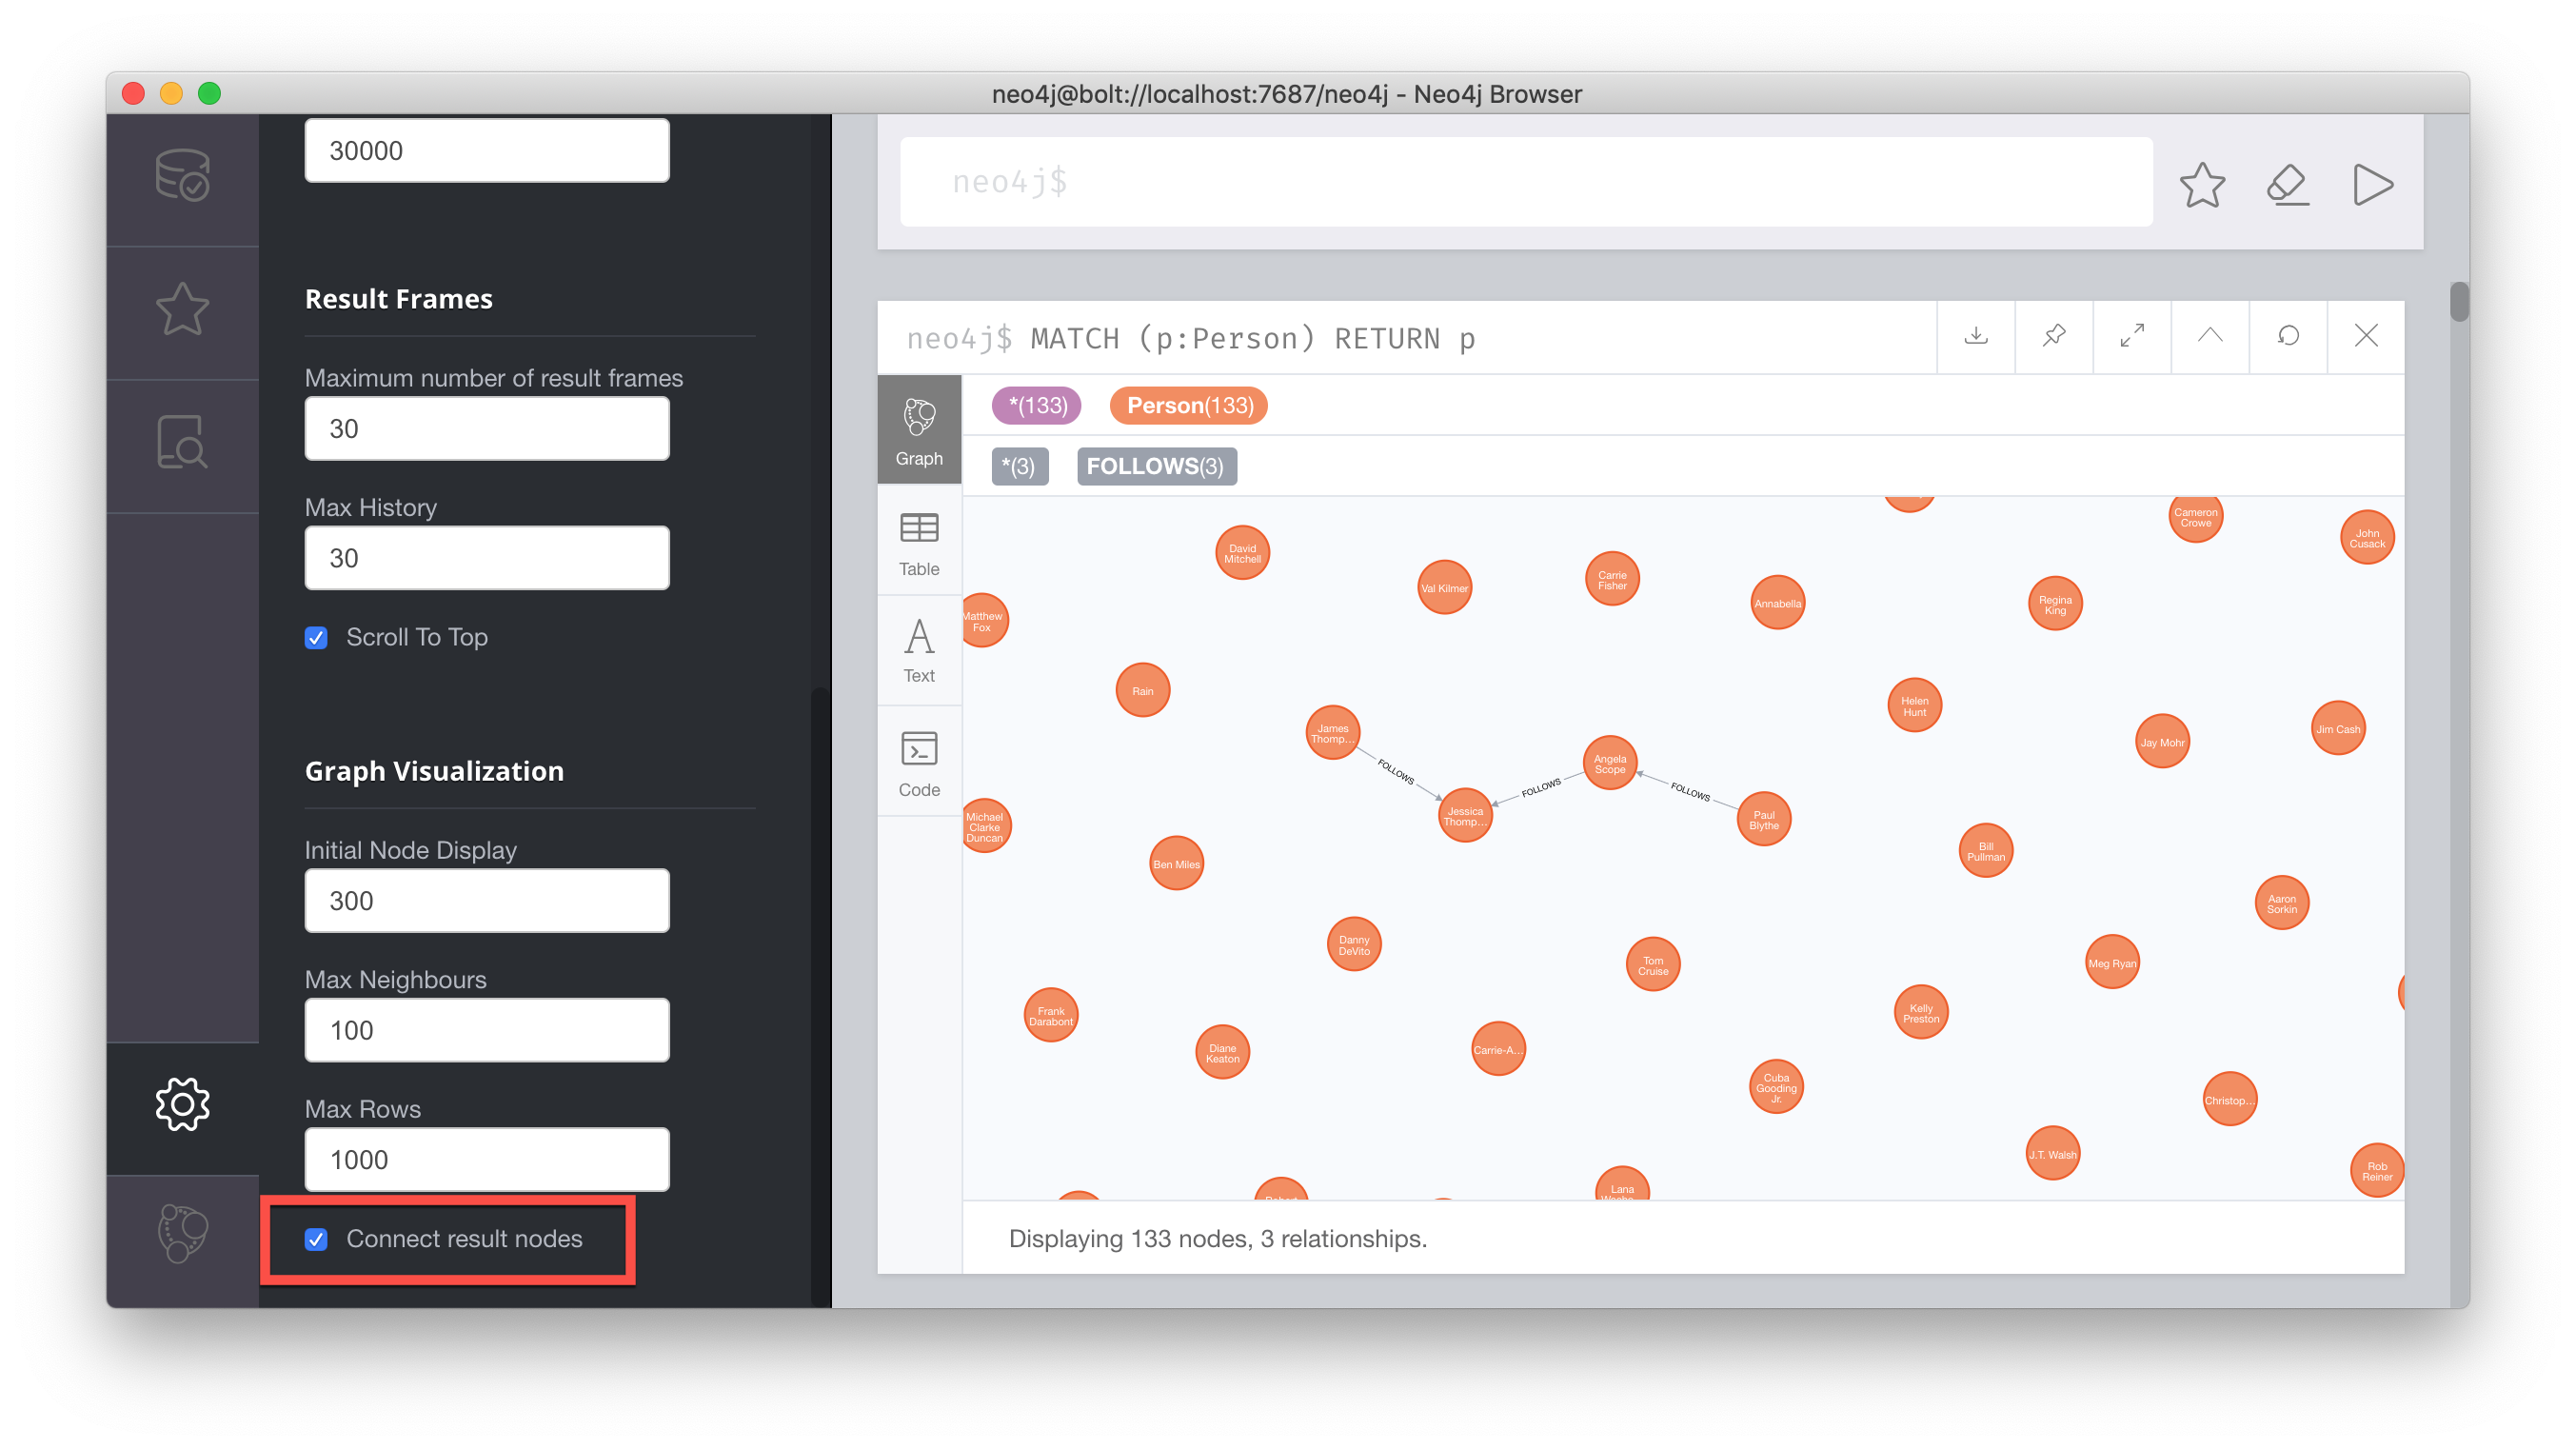 neo4j@bolt://localhost:7687/neo4j - Neo4j Browser
30000
Result Frames
Maximum number of result frames
30
Max History
30
Scroll To Top
Graph Visualization
Initial Node Display
300
Max Neighbours
100
Max Rows
1000
Connect result nodes
neo4j$
neo4j$ MATCH (p:Person) RETURN p
Graph
Table
Text
Code
*(133) Person(133)
*(3) FOLLOWS(3)
Cameron
Crowe
John
Cusack
David
Mitchell
Val Kilmer
Carrie
Fisher
Annabella
Regina
King
Matthew
Fox
Rain
James
Thomp...
Helen
Hunt
Jim Cash
Jay Mohr
Angela
Scope
FOLLOWS
FOLLOWS
FOLLOWS
Jessica
Thomp...
Paul
Blythe
Michael
Clarke
Duncan
Ben Miles
Bill
Pullman
Aaron
Sorkin
Danny
DeVito
Tom
Cruise
Meg Ryan
Frank
Darabont
Kelly
Preston
Diane
Keaton
Carrie-A...
Cuba
Gooding
Jr.
Christop...
J.T. Walsh
Rob
Reiner
Lana
Displaying 133 nodes, 3 relationships.